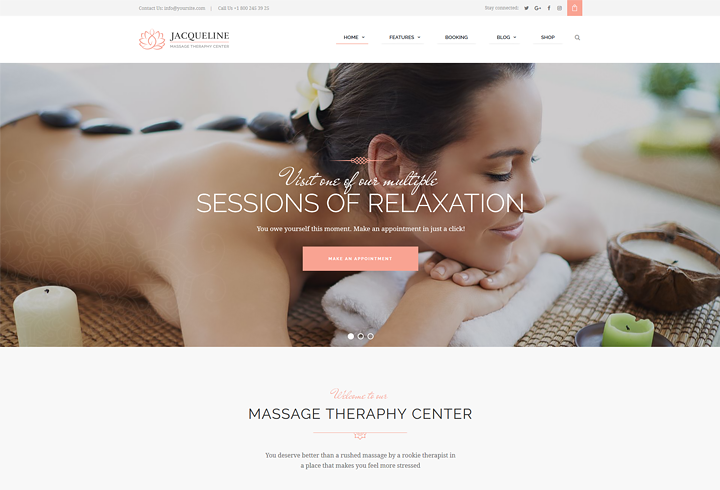 Contact Us: info@yoursite.com | Call Us +1 800 245 39 25
Stay connected:
JACQUELINE
MASSAGE THERAPHY CENTER
HOME
FEATURES
BOOKING
BLOG
SHOP
Visit one of our multiple
SESSIONS OF RELAXATION
You owe yourself this moment. Make an appointment in just a click!
MAKE AN APPOINTMENT
Welcome to our
MASSAGE THERAPHY CENTER
You deserve better than a rushed massage by a rookie therapist in
a place that makes you feel more stressed